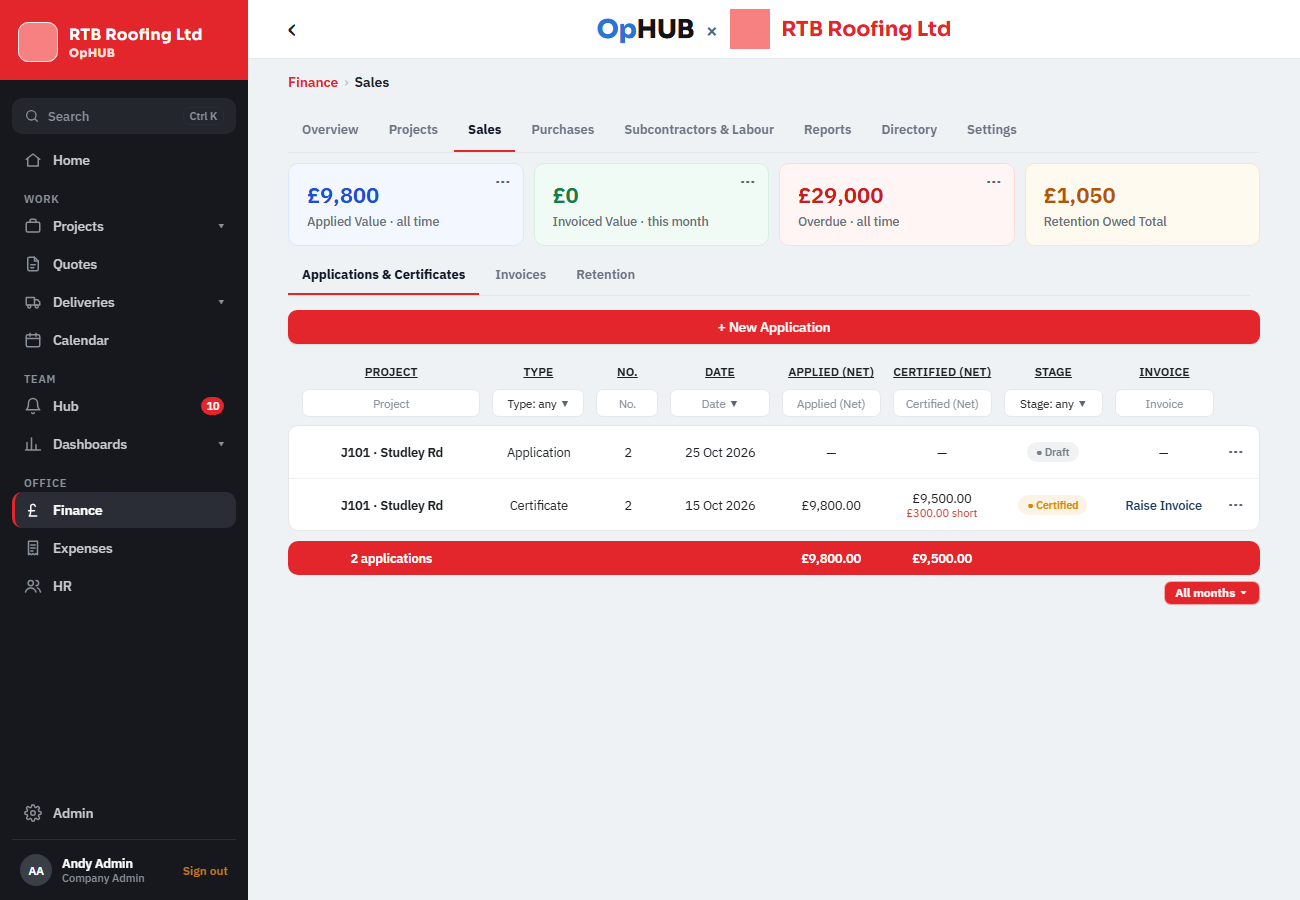 RTB Roofing Ltd
OpHUB
Search Ctrl K
Home
WORK
Projects
Quotes
Deliveries
Calendar
TEAM
Hub 10
Dashboards
OFFICE
Finance
Expenses
HR
Admin
AA Andy Admin
Company Admin
Sign out
OpHUB × RTB Roofing Ltd
Finance › Sales
Overview Projects Sales Purchases Subcontractors & Labour Reports Directory Settings
£9,800
Applied Value · all time
£0
Invoiced Value · this month
£29,000
Overdue · all time
£1,050
Retention Owed Total
Applications & Certificates Invoices Retention
+ New Application
PROJECT TYPE NO. DATE APPLIED (NET) CERTIFIED (NET) STAGE INVOICE
Project Type: any ▼ No. Date ▼ Applied (Net) Certified (Net) Stage: any ▼ Invoice
J101 · Studley Rd Application 2 25 Oct 2026 — — Draft —
J101 · Studley Rd Certificate 2 15 Oct 2026 £9,800.00 £9,500.00 Certified Raise Invoice
£300.00 short
2 applications £9,800.00 £9,500.00
All months